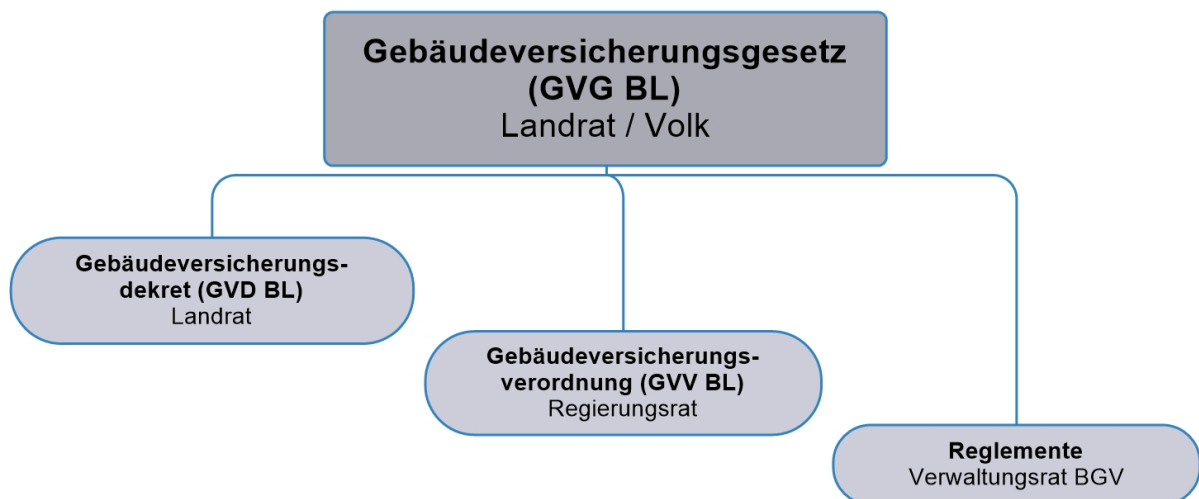 Gebäudeversicherungsgesetz
(GVG BL)
Landrat / Volk
Gebäudeversicherungs-
dekret (GVD BL)
Landrat
Gebäudeversicherungs-
verordnung (GVV BL)
Regierungsrat
Reglemente
Verwaltungsrat BGV